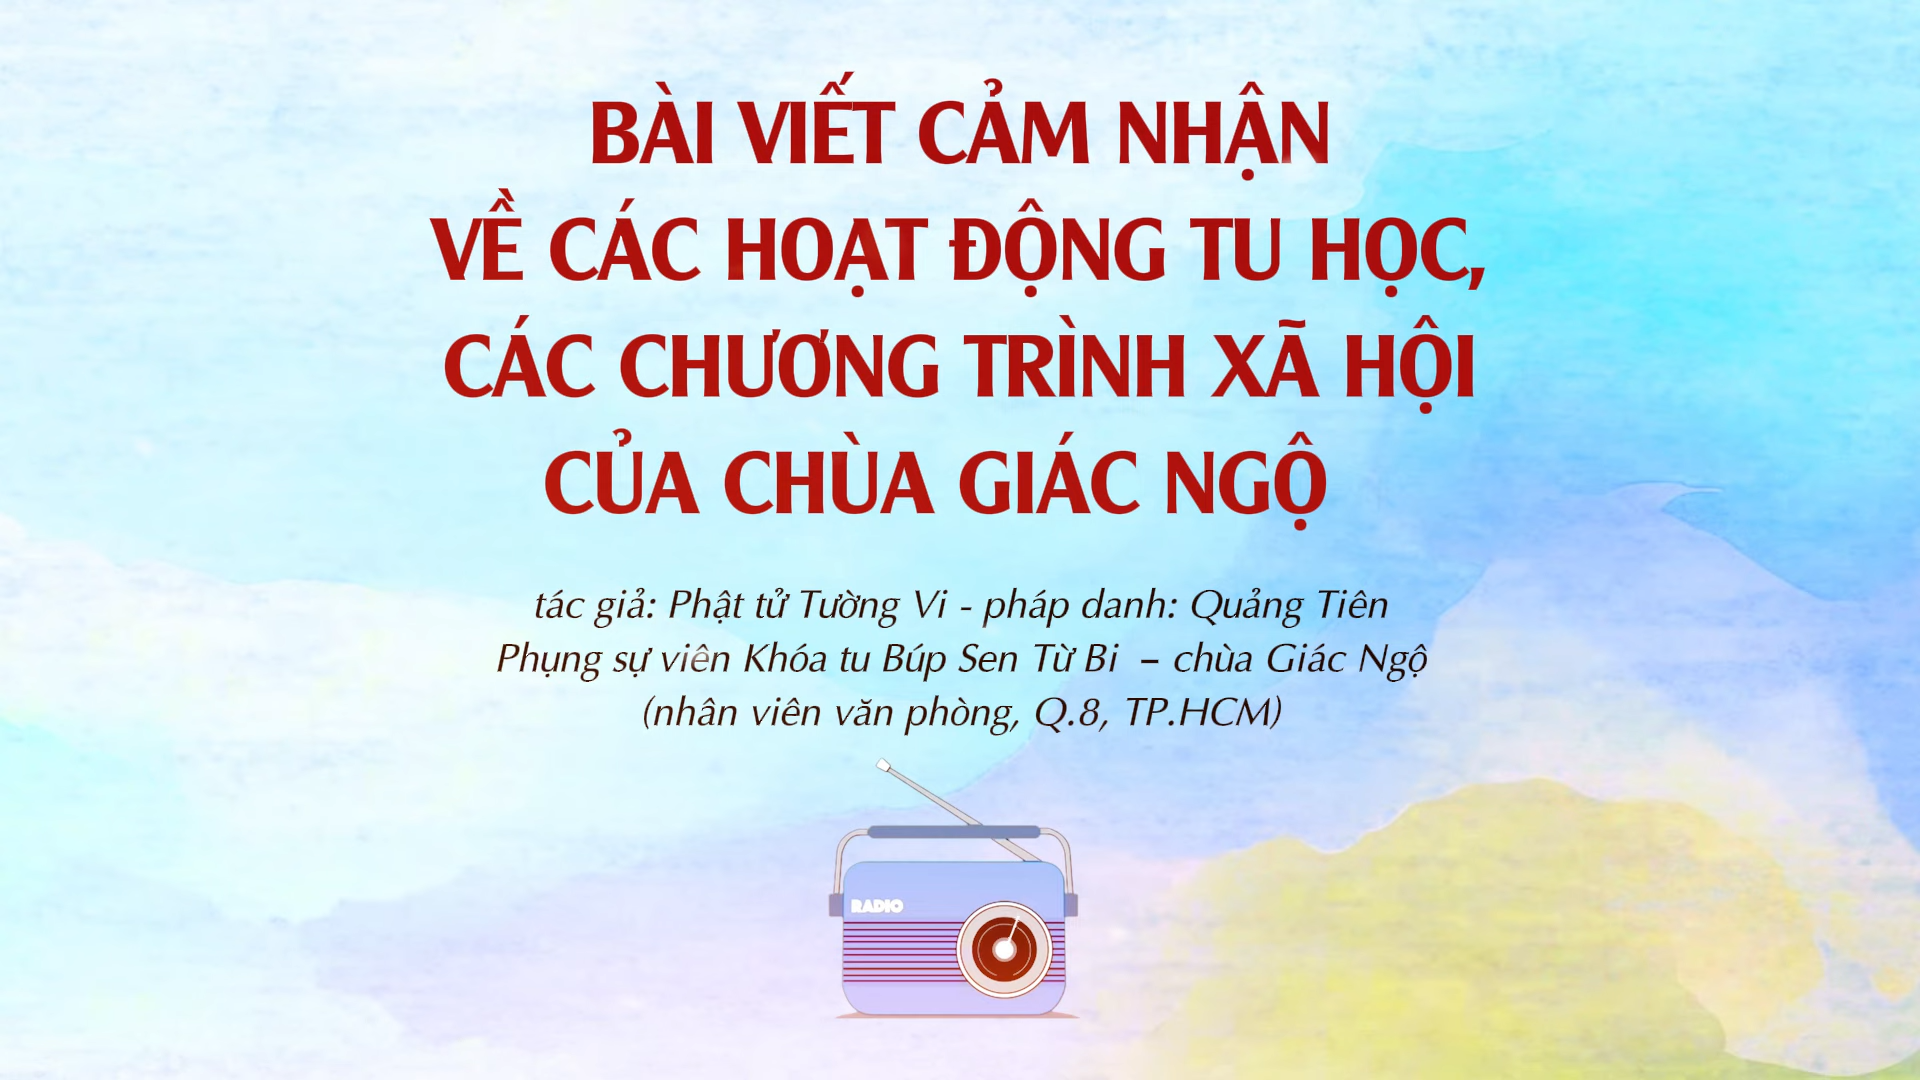 BÀI VIẾT CẢM NHẬN
VỀ CÁC HOẠT ĐỘNG TU HỌC,
CÁC CHƯƠNG TRÌNH XÃ HỘI
CỦA CHÙA GIÁC NGỘ
tác giả: Phật tử Tường Vi - pháp danh: Quảng Tiên
Phụng sự viên Khóa tu Búp Sen Từ Bi – chùa Giác Ngộ
(nhân viên văn phòng, Q.8, TP.HCM)
RADIO